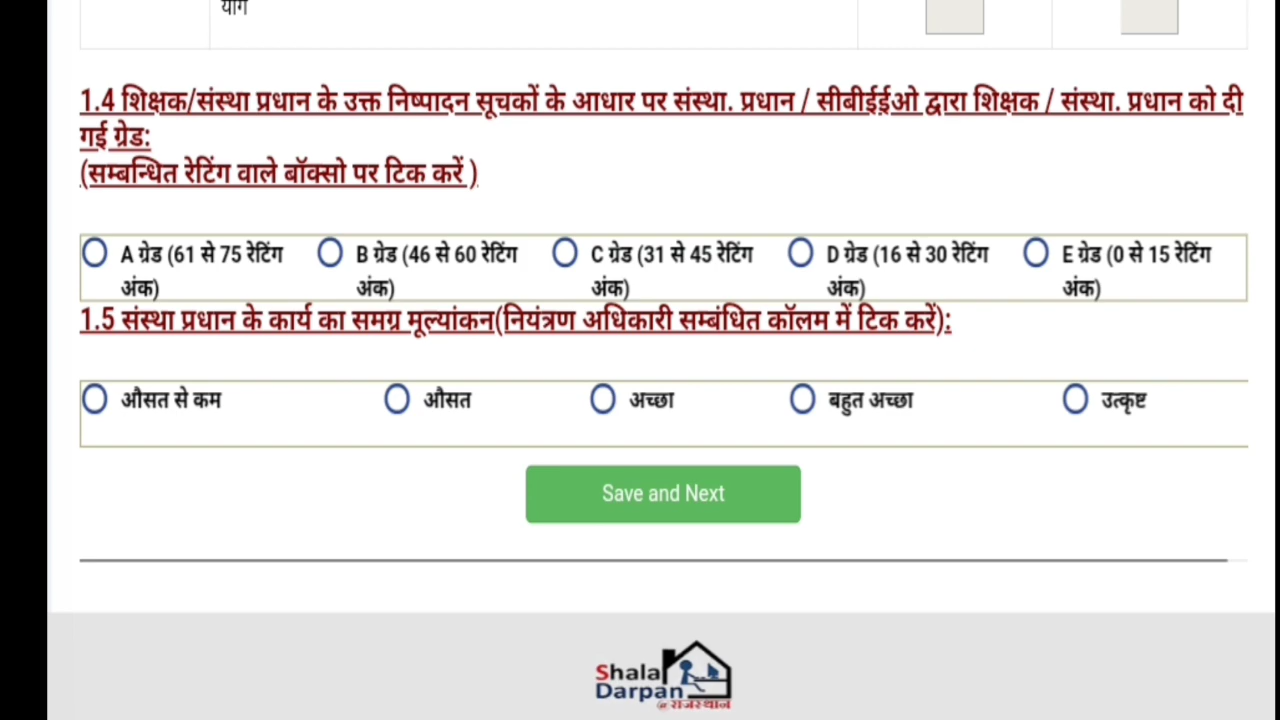 योग
1.4 शिक्षक/संस्था प्रधान के उक्त निष्पादन सूचकों के आधार पर संस्था. प्रधान / सीबीईईओ द्वारा शिक्षक / संस्था. प्रधान को दी
गई ग्रेड:
(सम्बन्धित रेटिंग वाले बॉक्सो पर टिक करें )
A ग्रेड (61 से 75 रेटिंग
अंक)
B ग्रेड (46 से 60 रेटिंग
अंक)
C ग्रेड (31 से 45 रेटिंग
अंक)
D ग्रेड (16 से 30 रेटिंग
अंक)
E ग्रेड (0 से 15 रेटिंग
अंक)
1.5 संस्था प्रधान के कार्य का समग्र मूल्यांकन(नियंत्रण अधिकारी सम्बंधित कॉलम में टिक करें):
औसत से कम
औसत
अच्छा
बहुत अच्छा
उत्कृष्ट
Save and Next
Shala
Darpan
@ राजस्थान